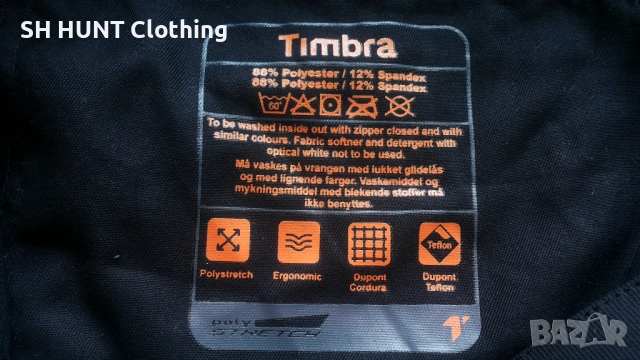 SH HUNT Clothing
Timbra
88% Polyester / 12% Spandex
88% Polyester / 12% Spandex
60°
To be washed inside out with zipper closed and with
similar colours. Fabric softner and detergent with
optical white not to be used.
Må vaskes på vrangen med lukket glidelås
og med lignende farger. Vaskemiddel og
mykningsmiddel med blekende stoffer må
ikke benyttes.
Teflon
Polystretch Ergonomic Dupont Cordura Dupont Teflon
poly
STRETCH
BAZAR.bg